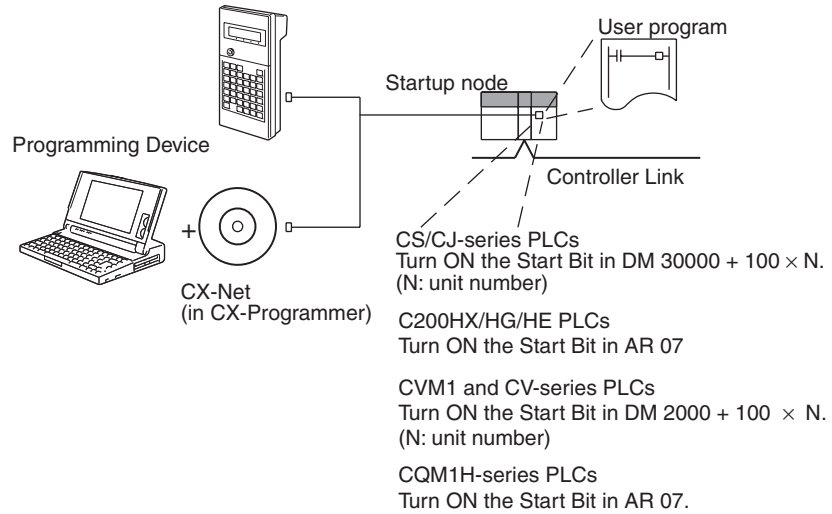 User program
Startup node
Programming Device
Controller Link
+
CX-Net
(in CX-Programmer)
CS/CJ-series PLCs
Turn ON the Start Bit in DM 30000 + 100 × N.
(N: unit number)
C200HX/HG/HE PLCs
Turn ON the Start Bit in AR 07
CVM1 and CV-series PLCs
Turn ON the Start Bit in DM 2000 + 100 × N.
(N: unit number)
CQM1H-series PLCs
Turn ON the Start Bit in AR 07.